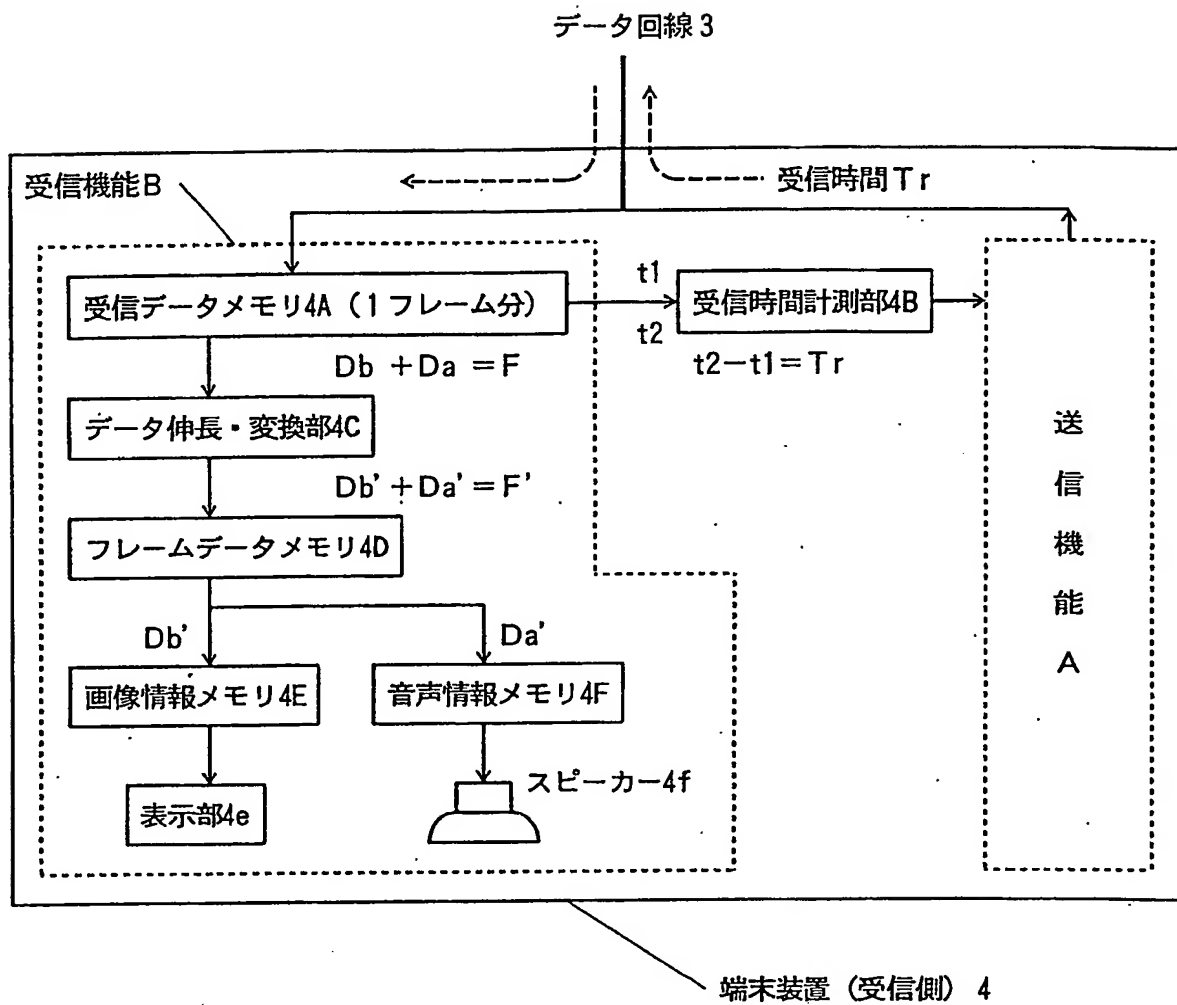 データ回線3
受信機能B
受信時間Tr
受信データメモリ4A（1フレーム分）
t1
t2
受信時間計測部4B
t2−t1＝Tr
Db +Da ＝F
データ伸長・変換部4C
Db'+Da'＝F'
フレームデータメモリ4D
Db'
Da'
画像情報メモリ4E
音声情報メモリ4F
表示部4e
スピーカー4f
送信機能A
端末装置（受信側）4